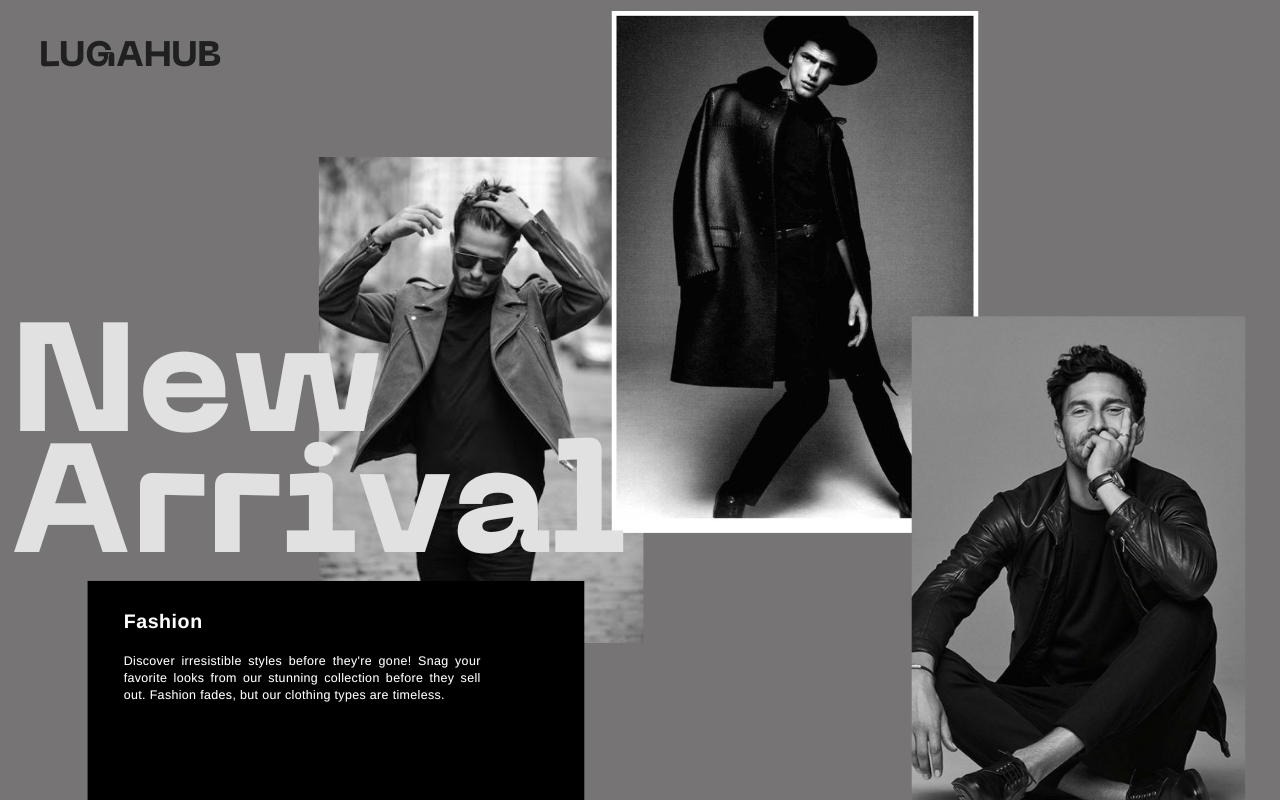 LUGAHUB
New
Arrival
Fashion
Discover irresistible styles before they're gone! Snag your
favorite looks from our stunning collection before they sell
out. Fashion fades, but our clothing types are timeless.